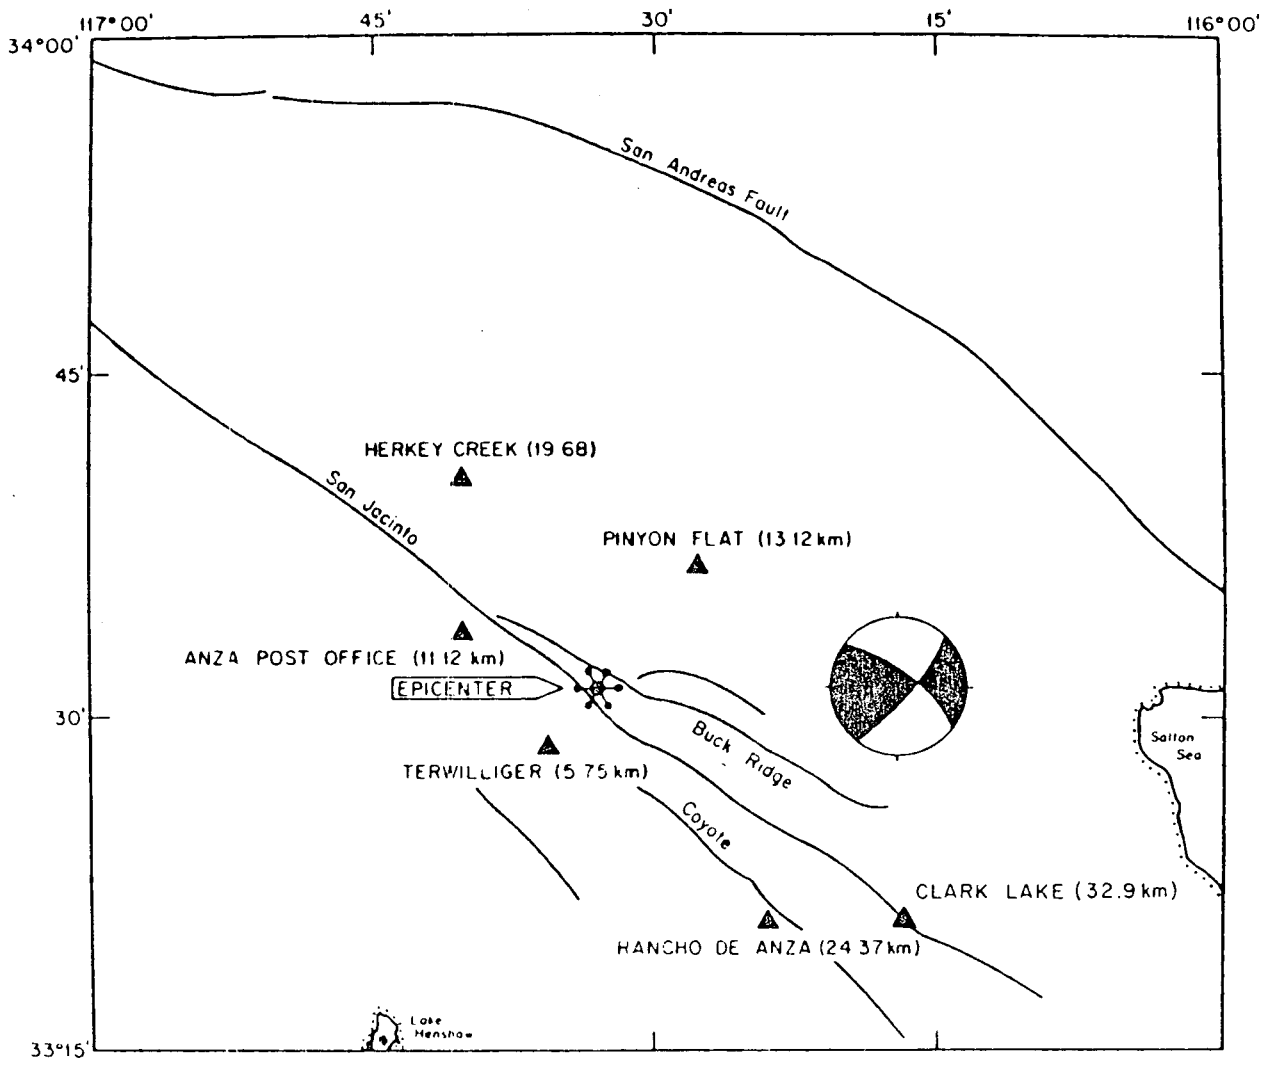 117°00' 45' 30' 15' 116°00'
34°00'
San Andreas Fault
45'
HERKEY CREEK (19 68)
San Jacinto
PINYON FLAT (13 12 km)
ANZA POST OFFICE (11 12 km)
EPICENTER
30'
Buck Ridge
Salton
Sea
TERWILLIGER (5 75 km)
Coyote
CLARK LAKE (32.9 km)
RANCHO DE ANZA (24 37 km)
Lake
Henshaw
33°15'